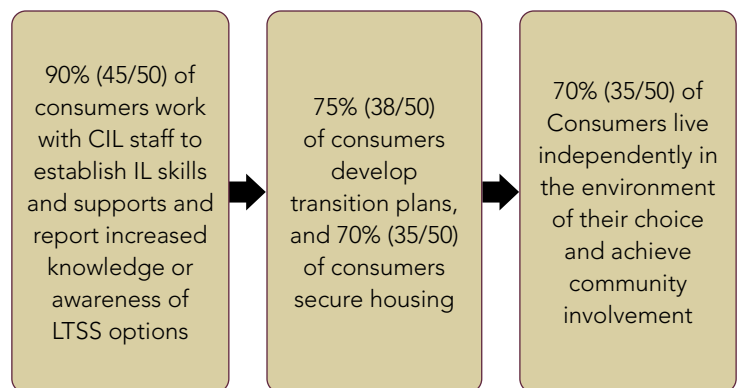 90% (45/50) of
consumers work
with CIL staff to
establish IL skills
and supports and
report increased
knowledge or
awareness of
LTSS options
75% (38/50)
of consumers
develop
transition plans,
and 70% (35/50)
of consumers
secure housing
70% (35/50) of
Consumers live
independently in
the environment
of their choice
and achieve
community
involvement